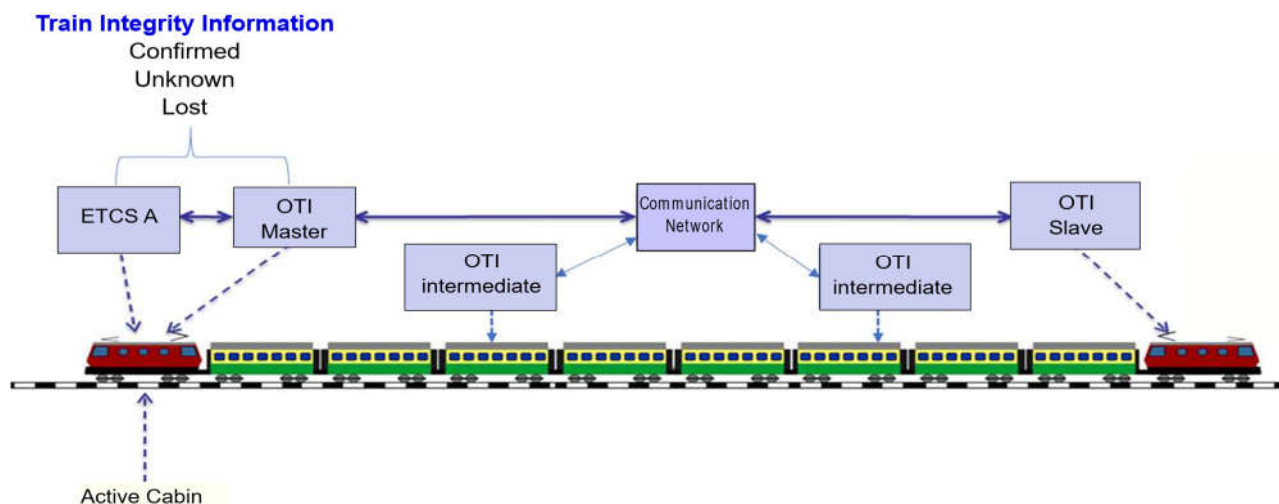 Train Integrity Information
Confirmed
Unknown
Lost
ETCS A
OTI
Master
Communication
Network
OTI
Slave
OTI
intermediate
OTI
intermediate
Active Cabin